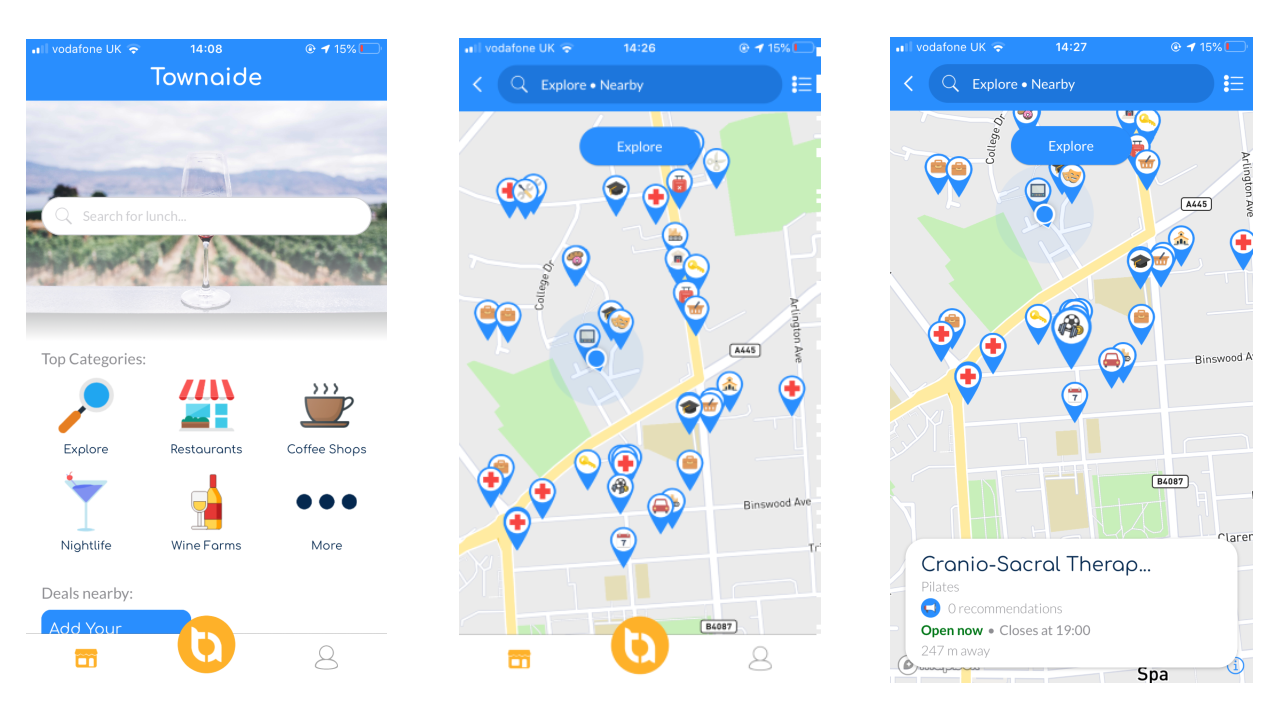 vodafone UK 14:08 15%
Townaide
Search for lunch...
Top Categories:
Explore Restaurants Coffee Shops
Nightlife Wine Farms More
Deals nearby:
Add Your
vodafone UK 14:26 15%
Explore • Nearby
Explore
College Dr
Arlington Ave
A445
7
Binswood Ave
B4087
vodafone UK 14:27 15%
Explore • Nearby
Explore
College Dr
Arlington Ave
A445
Binswood A
7
B4087
Claren
Cranio-Sacral Therap...
Pilates
0 recommendations
Open now • Closes at 19:00
247 m away
Spa